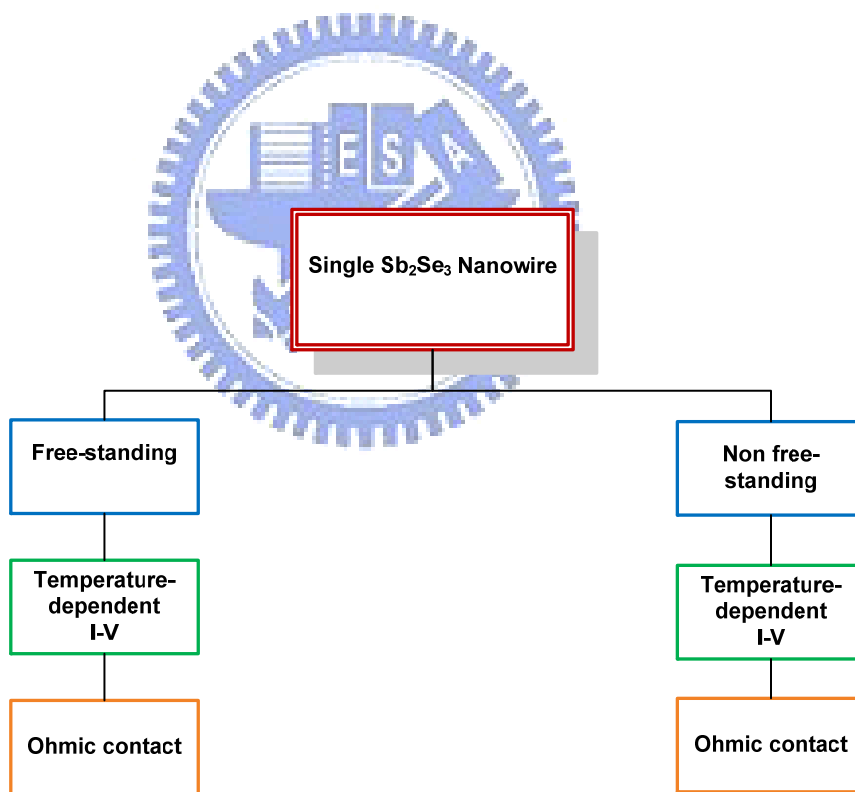 E S A
Single Sb₂Se₃ Nanowire
Free-standing
Non free-
standing
Temperature-
dependent
I-V
Temperature-
dependent
I-V
Ohmic contact
Ohmic contact